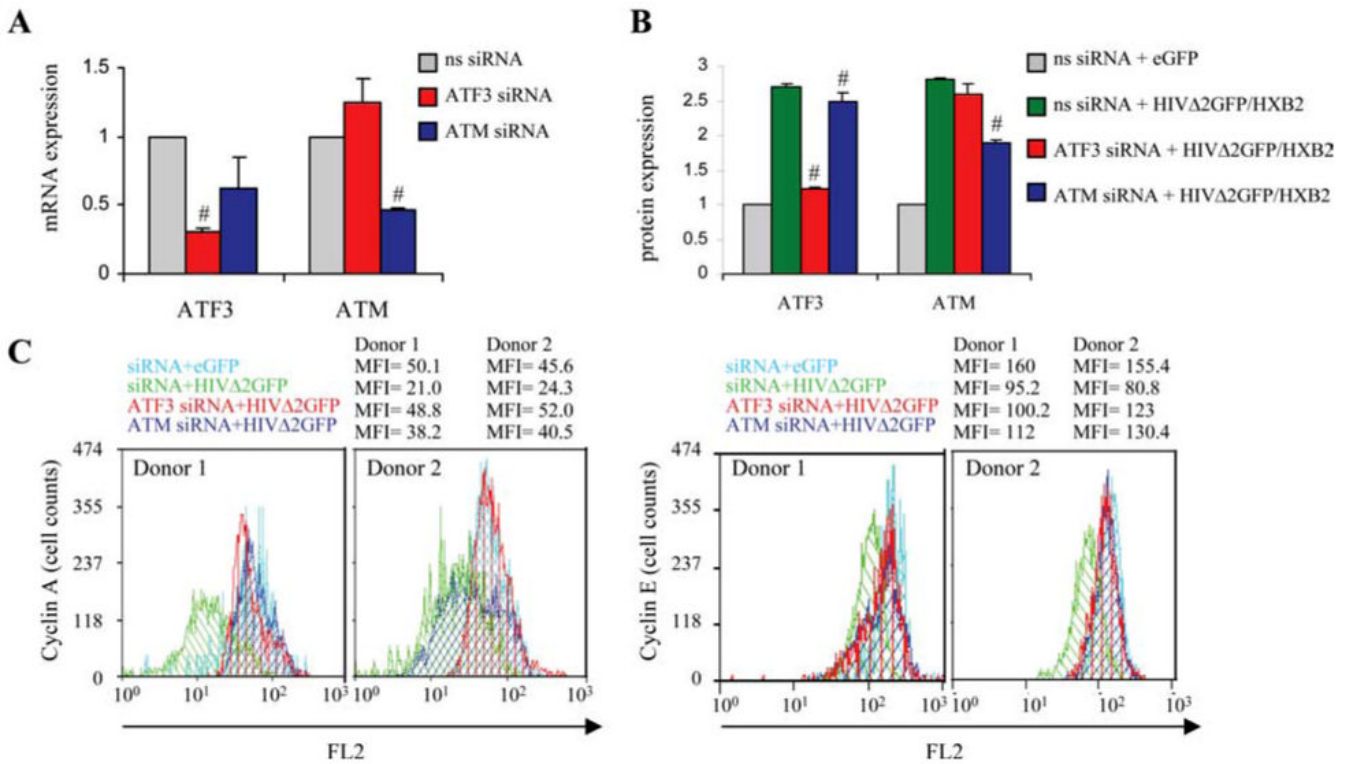 A
mRNA expression
1.5
1
0.5
0
ATF3
ATM
ns siRNA
ATF3 siRNA
ATM siRNA
#
#
B
protein expression
3
2.5
2
1.5
1
0.5
0
ATF3
ATM
#
#
#
ns siRNA + eGFP
ns siRNA + HIVΔ2GFP/HXB2
ATF3 siRNA + HIVΔ2GFP/HXB2
ATM siRNA + HIVΔ2GFP/HXB2
C
siRNA+eGFP
siRNA+HIVΔ2GFP
ATF3 siRNA+HIVΔ2GFP
ATM siRNA+HIVΔ2GFP
Donor 1
MFI= 50.1
MFI= 21.0
MFI= 48.8
MFI= 38.2
Donor 2
MFI= 45.6
MFI= 24.3
MFI= 52.0
MFI= 40.5
Cyclin A (cell counts)
474
355
237
118
0
Donor 1
Donor 2
10⁰ 10¹ 10² 10³
10⁰ 10¹ 10² 10³
FL2
siRNA+eGFP
siRNA+HIVΔ2GFP
ATF3 siRNA+HIVΔ2GFP
ATM siRNA+HIVΔ2GFP
Donor 1
MFI= 160
MFI= 95.2
MFI= 100.2
MFI= 112
Donor 2
MFI= 155.4
MFI= 80.8
MFI= 123
MFI= 130.4
Cyclin E (cell counts)
474
355
237
118
0
Donor 1
Donor 2
10⁰ 10¹ 10² 10³
10⁰ 10¹ 10² 10³
FL2